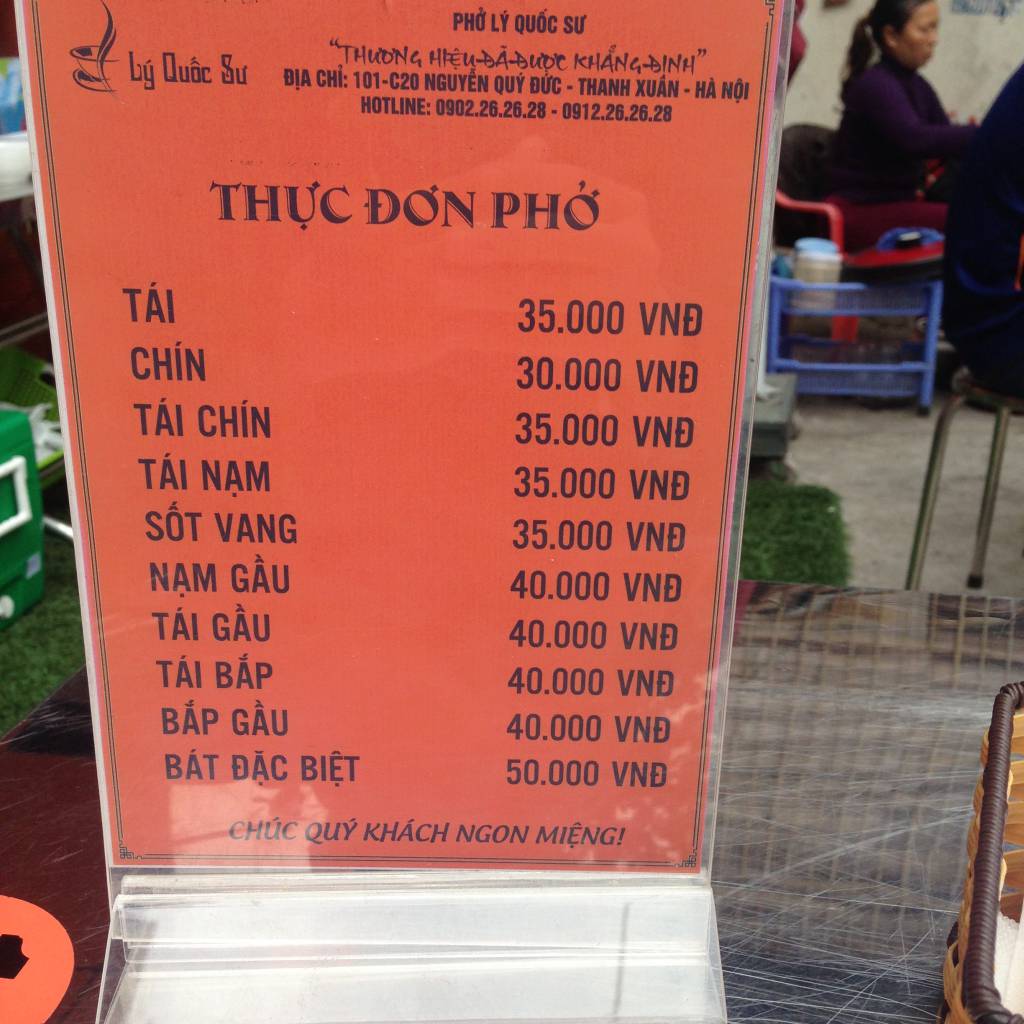 PHỞ LÝ QUỐC SƯ
Lý Quốc Sư
"THƯƠNG HIỆU ĐÃ ĐƯỢC KHẲNG ĐỊNH"
ĐỊA CHỈ: 101-C20 NGUYỄN QUÝ ĐỨC - THANH XUÂN - HÀ NỘI
HOTLINE: 0902.26.26.28 - 0912.26.26.28
THỰC ĐƠN PHỞ
TÁI 35.000 VNĐ
CHÍN 30.000 VNĐ
TÁI CHÍN 35.000 VNĐ
TÁI NẠM 35.000 VNĐ
SỐT VANG 35.000 VNĐ
NẠM GẦU 40.000 VNĐ
TÁI GẦU 40.000 VNĐ
TÁI BẮP 40.000 VNĐ
BẮP GẦU 40.000 VNĐ
BÁT ĐẶC BIỆT 50.000 VNĐ
CHÚC QUÝ KHÁCH NGON MIỆNG!